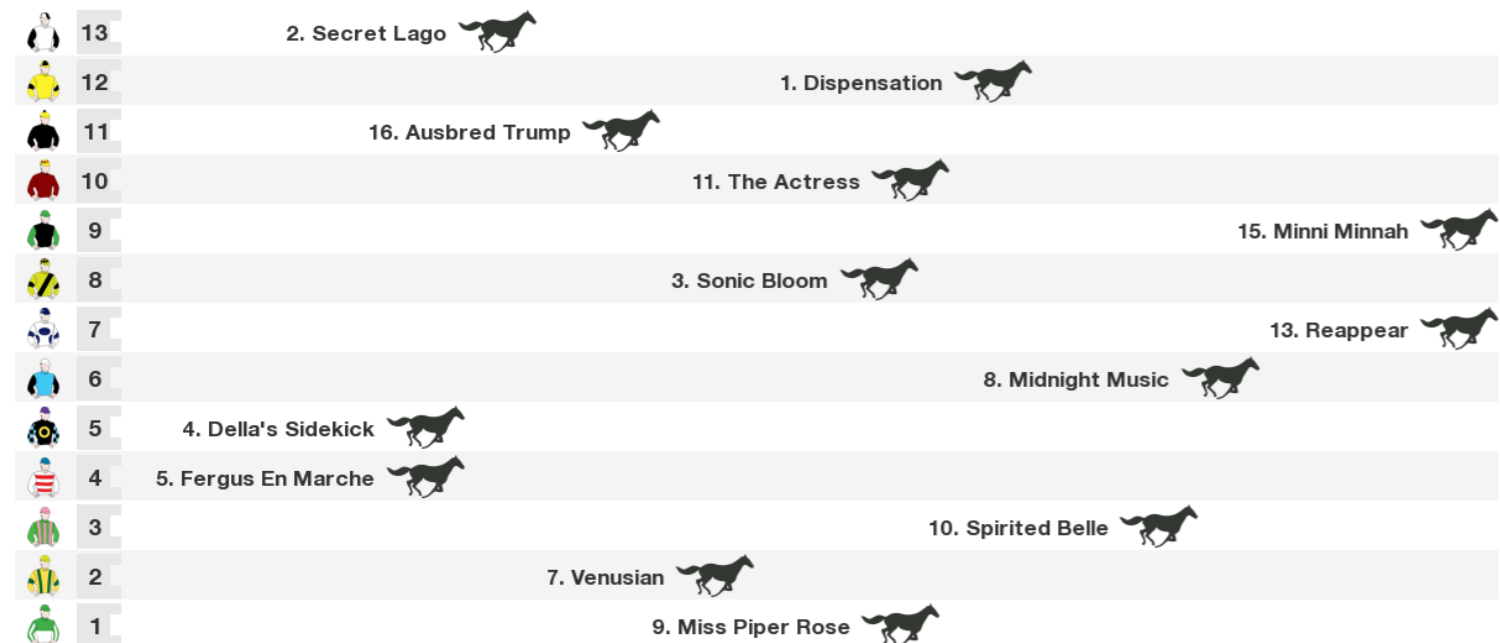 13 2. Secret Lago
12 1. Dispensation
11 16. Ausbred Trump
10 11. The Actress
9 15. Minni Minnah
8 3. Sonic Bloom
7 13. Reappear
6 8. Midnight Music
5 4. Della's Sidekick
4 5. Fergus En Marche
3 10. Spirited Belle
2 7. Venusian
1 9. Miss Piper Rose